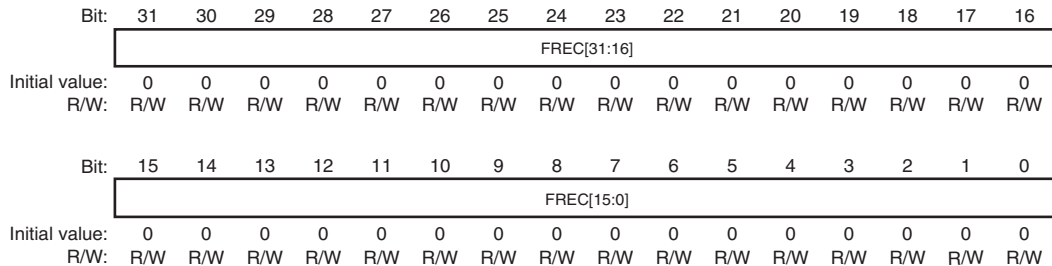 Bit: 31 30 29 28 27 26 25 24 23 22 21 20 19 18 17 16
FREC[31:16]
Initial value: 0 0 0 0 0 0 0 0 0 0 0 0 0 0 0 0
R/W: R/W R/W R/W R/W R/W R/W R/W R/W R/W R/W R/W R/W R/W R/W R/W R/W
Bit: 15 14 13 12 11 10 9 8 7 6 5 4 3 2 1 0
FREC[15:0]
Initial value: 0 0 0 0 0 0 0 0 0 0 0 0 0 0 0 0
R/W: R/W R/W R/W R/W R/W R/W R/W R/W R/W R/W R/W R/W R/W R/W R/W R/W